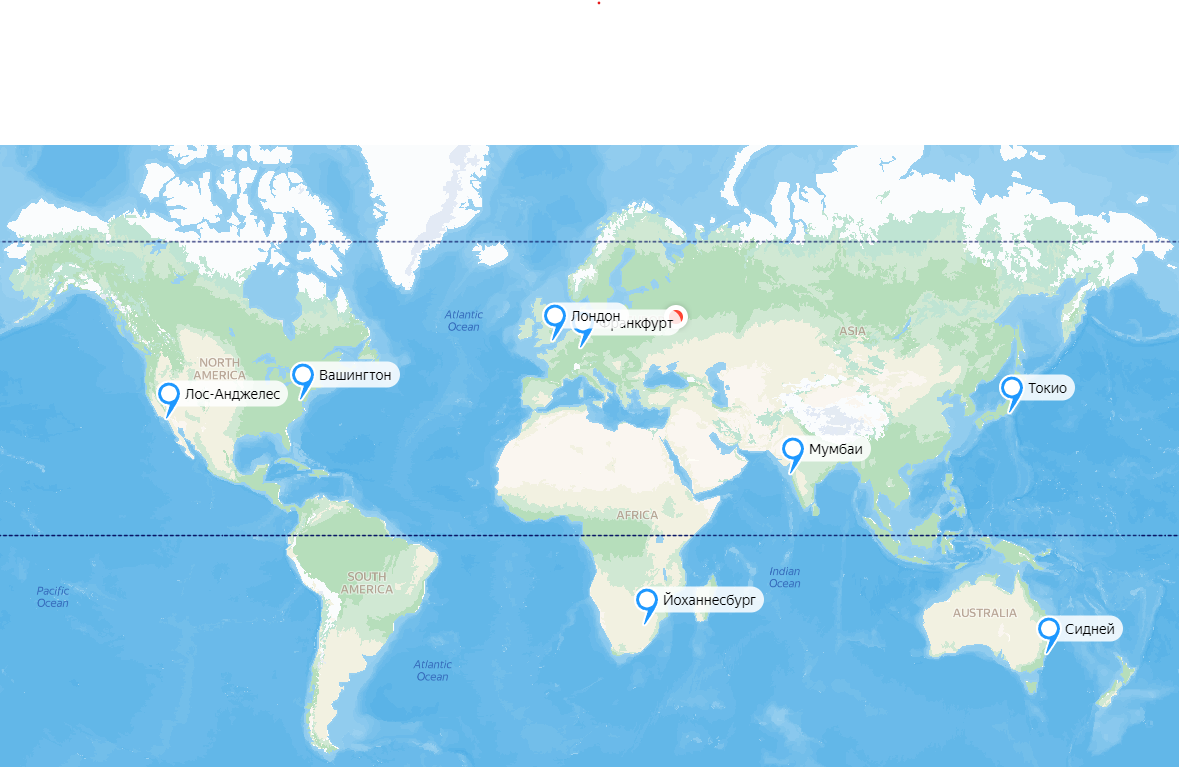 Atlantic
Ocean
Лондон
Франкфурт
ASIA
NORTH
AMERICA
Вашингтон
Лос-Анджелес
Токио
Мумбаи
AFRICA
Indian
Ocean
SOUTH
AMERICA
Pacific
Ocean
Йоханнесбург
AUSTRALIA
Сидней
Atlantic
Ocean